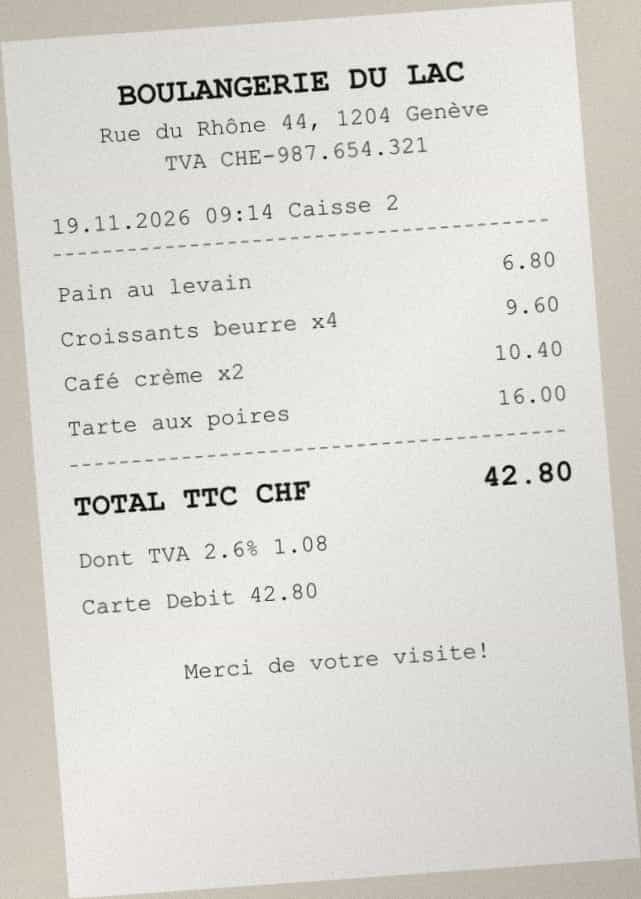 BOULANGERIE DU LAC
Rue du Rhône 44, 1204 Genève
TVA CHE-987.654.321
19.11.2026 09:14 Caisse 2
Pain au levain 6.80
Croissants beurre x4 9.60
Café crème x2 10.40
Tarte aux poires 16.00
TOTAL TTC CHF 42.80
Dont TVA 2.6% 1.08
Carte Debit 42.80
Merci de votre visite!